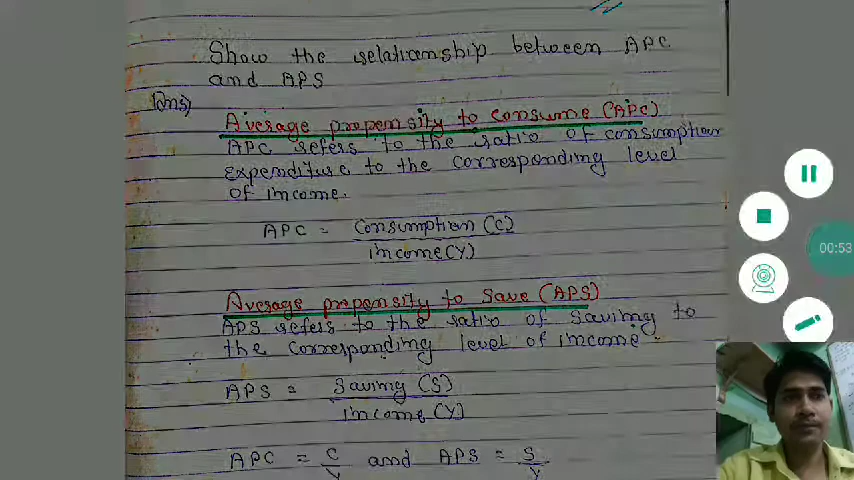 Show the relationship between APC
and APS
Ans)
Average propensity to consume (APC)
APC refers to the ratio of consumption
expenditure to the corresponding level
of income.
APC = Consumption (C)
income (Y)
Average propensity to save (APS)
APS refers to the ratio of saving to
the corresponding level of income.
APS = Saving (S)
income (Y)
APC = C/Y and APS = S/Y
00:53